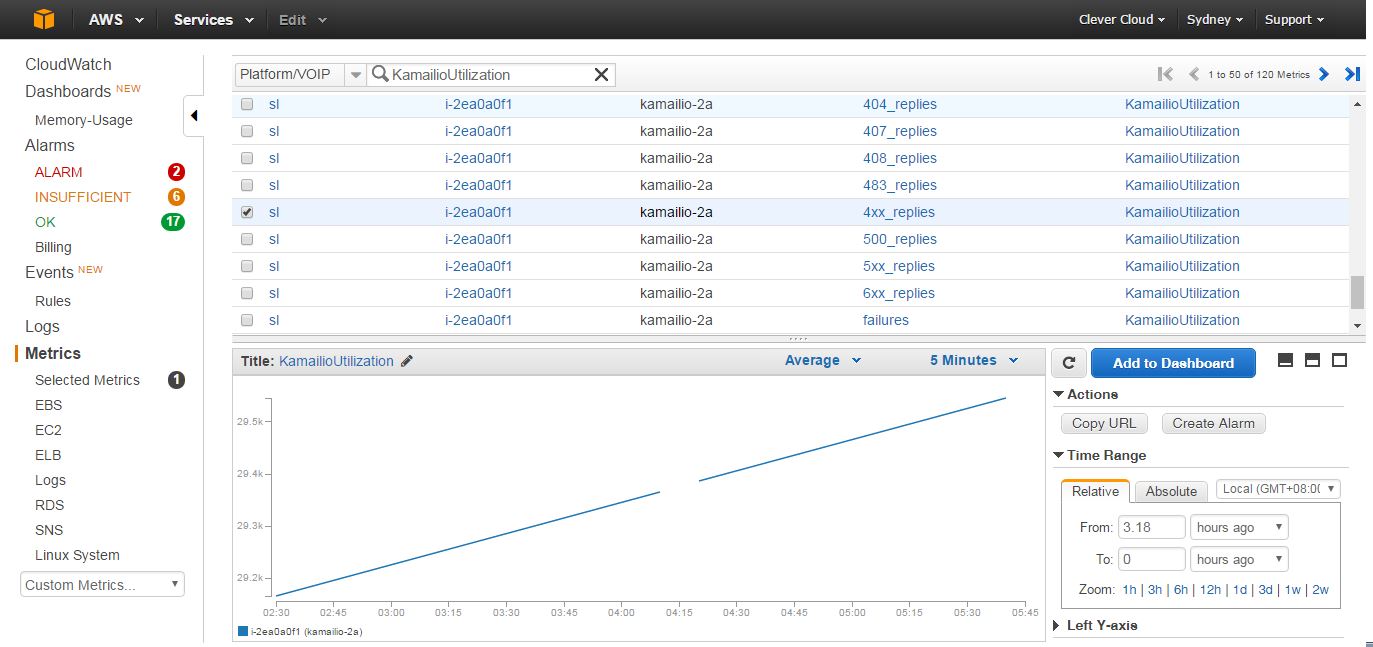 AWS Services Edit Clever Cloud Sydney Support
CloudWatch
Dashboards NEW
Memory-Usage
Alarms
ALARM 2
INSUFFICIENT 6
OK 17
Billing
Events NEW
Rules
Logs
Metrics
Selected Metrics 1
EBS
EC2
ELB
Logs
RDS
SNS
Linux System
Custom Metrics...
Platform/VOIP KamailioUtilization 1 to 50 of 120 Metrics
sl i-2ea0a0f1 kamailio-2a 404_replies KamailioUtilization
sl i-2ea0a0f1 kamailio-2a 407_replies KamailioUtilization
sl i-2ea0a0f1 kamailio-2a 408_replies KamailioUtilization
sl i-2ea0a0f1 kamailio-2a 483_replies KamailioUtilization
sl i-2ea0a0f1 kamailio-2a 4xx_replies KamailioUtilization
sl i-2ea0a0f1 kamailio-2a 500_replies KamailioUtilization
sl i-2ea0a0f1 kamailio-2a 5xx_replies KamailioUtilization
sl i-2ea0a0f1 kamailio-2a 6xx_replies KamailioUtilization
sl i-2ea0a0f1 kamailio-2a failures KamailioUtilization
Title: KamailioUtilization Average 5 Minutes
29.5k
29.4k
29.3k
29.2k
02:30 02:45 03:00 03:15 03:30 03:45 04:00 04:15 04:30 04:45 05:00 05:15 05:30 05:45
i-2ea0a0f1 (kamailio-2a)
Add to Dashboard
Actions
Copy URL Create Alarm
Time Range
Relative Absolute Local (GMT+08:00
From: 3.18 hours ago
To: 0 hours ago
Zoom: 1h | 3h | 6h | 12h | 1d | 3d | 1w | 2w
Left Y-axis